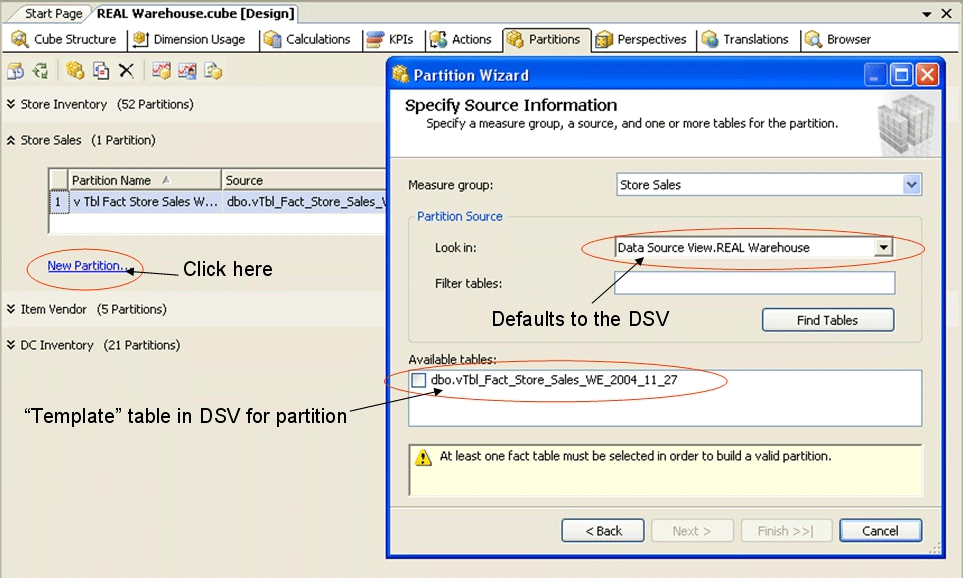 Start Page
REAL Warehouse.cube [Design]
Cube Structure
Dimension Usage
Calculations
KPIs
Actions
Partitions
Perspectives
Translations
Browser
Store Inventory (52 Partitions)
Store Sales (1 Partition)
Partition Name
Source
1
v Tbl Fact Store Sales W...
dbo.vTbl_Fact_Store_Sales_
New Partition...
Click here
Item Vendor (5 Partitions)
DC Inventory (21 Partitions)
"Template" table in DSV for partition
Partition Wizard
Specify Source Information
Specify a measure group, a source, and one or more tables for the partition.
Measure group:
Store Sales
Partition Source
Look in:
Data Source View.REAL Warehouse
Filter tables:
Defaults to the DSV
Find Tables
Available tables:
dbo.vTbl_Fact_Store_Sales_WE_2004_11_27
At least one fact table must be selected in order to build a valid partition.
< Back
Next >
Finish >>|
Cancel